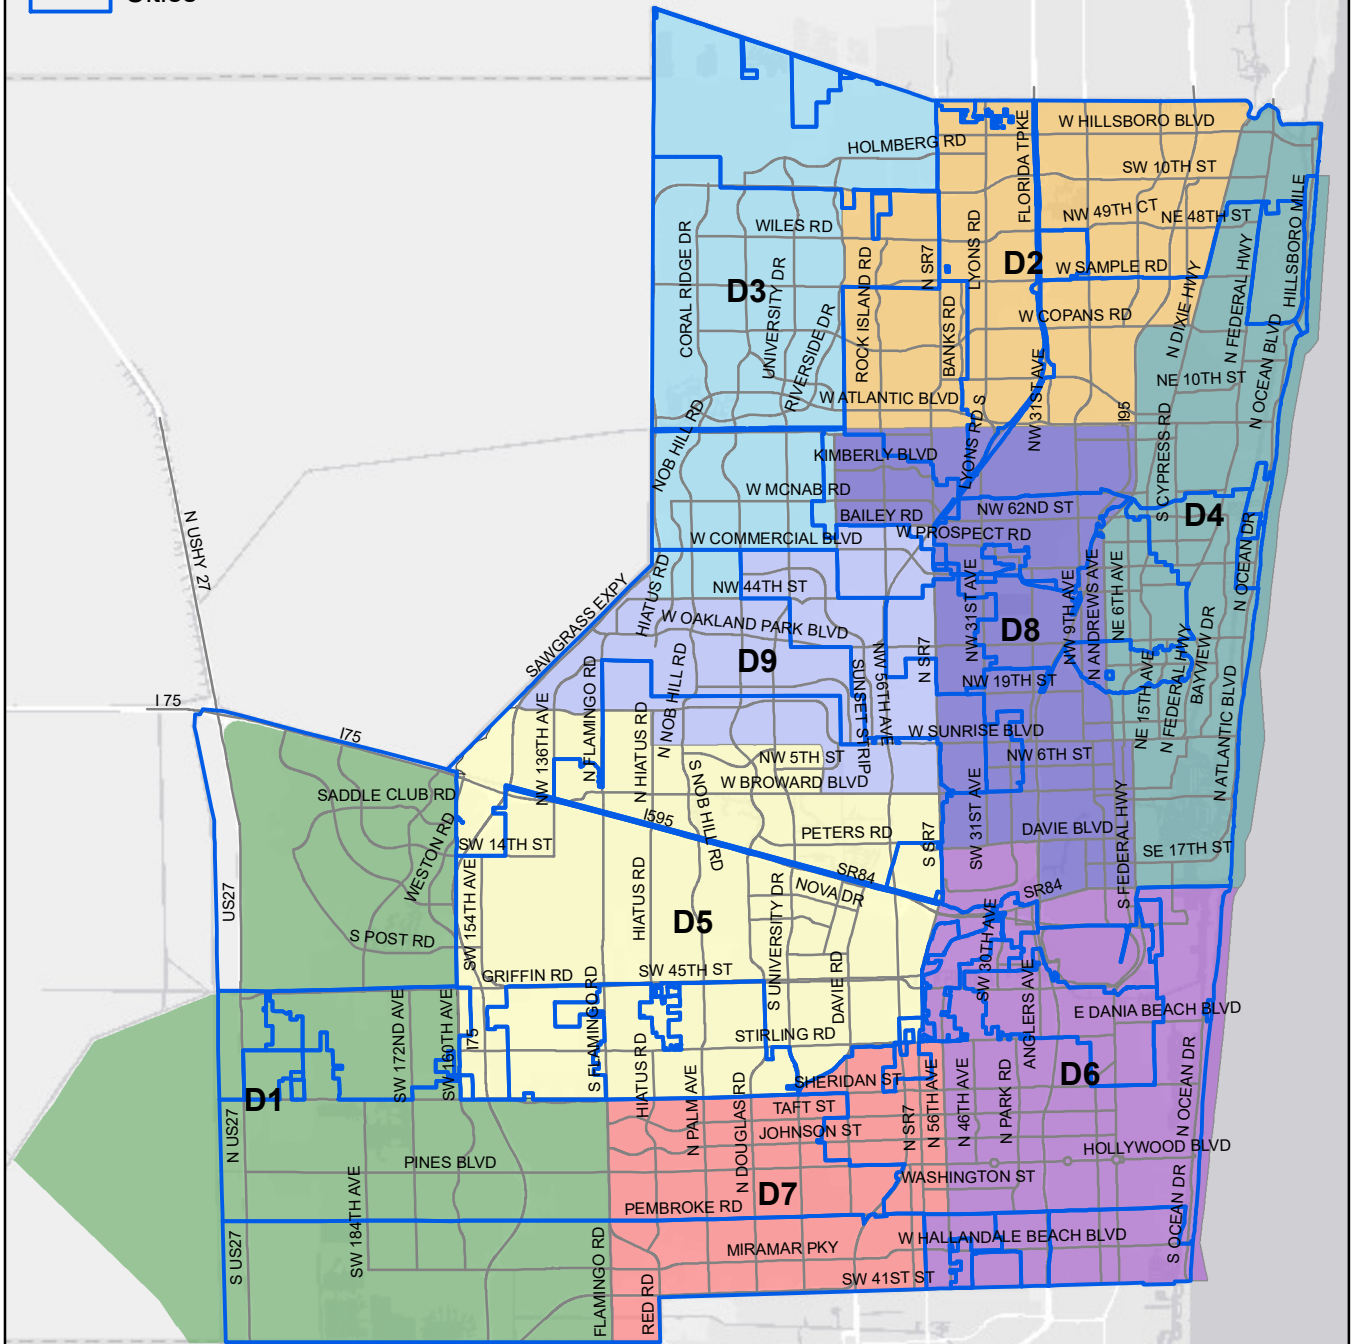 Cities
W HILLSBORO BLVD
HOLMBERG RD
FLORIDA TPKE
SW 10TH ST
NW 49TH CT
NE 48TH ST
HILLSBORO MILE
WILES RD
CORAL RIDGE DR
UNIVERSITY DR
N SR7
LYONS RD
D2
W SAMPLE RD
N FEDERAL HWY
D3
ROCK ISLAND RD
RIVERSIDE DR
BANKS RD
W COPANS RD
N DIXIE HWY
N OCEAN BLVD
NE 10TH ST
W ATLANTIC BLVD
NW 31ST AVE
I95
NOB HILL RD
LYONS RD S
KIMBERLY BLVD
S CYPRESS RD
W MCNAB RD
BAILEY RD
NW 62ND ST
D4
W COMMERCIAL BLVD
W PROSPECT RD
N OCEAN DR
N USHY 27
SAWGRASS EXPY
HIATUS RD
NW 44TH ST
NW 31ST AVE
NW 9TH AVE
N ANDREWS AVE
NE 6TH AVE
W OAKLAND PARK BLVD
D8
D9
N FLAMINGO RD
N NOB HILL RD
SUNSET STRIP
NW 56TH AVE
N SR7
NW 19TH ST
NE 15TH AVE
N FEDERAL HWY
BAYVIEW DR
N ATLANTIC BLVD
I 75
I75
NW 136TH AVE
N HIATUS RD
W SUNRISE BLVD
NW 5TH ST
NW 6TH ST
W BROWARD BLVD
SADDLE CLUB RD
WESTON RD
I595
S NOB HILL RD
PETERS RD
S SR7
SW 31ST AVE
DAVIE BLVD
S FEDERAL HWY
SE 17TH ST
SW 14TH ST
SR84
NOVA DR
SR84
US27
SW 154TH AVE
HIATUS RD
D5
S UNIVERSITY DR
DAVIE RD
SW 30TH AVE
ANGLERS AVE
S POST RD
GRIFFIN RD
SW 45TH ST
E DANIA BEACH BLVD
SW 172ND AVE
SW 160TH AVE
I75
S FLAMINGO RD
HIATUS RD
STIRLING RD
D6
N OCEAN DR
D1
N PALM AVE
N DOUGLAS RD
SHERIDAN ST
TAFT ST
JOHNSON ST
N SR7
N 56TH AVE
N 46TH AVE
N PARK RD
N US27
HOLLYWOOD BLVD
PINES BLVD
SW 184TH AVE
D7
WASHINGTON ST
PEMBROKE RD
S OCEAN DR
S US27
FLAMINGO RD
RED RD
MIRAMAR PKY
W HALLANDALE BEACH BLVD
SW 41ST ST